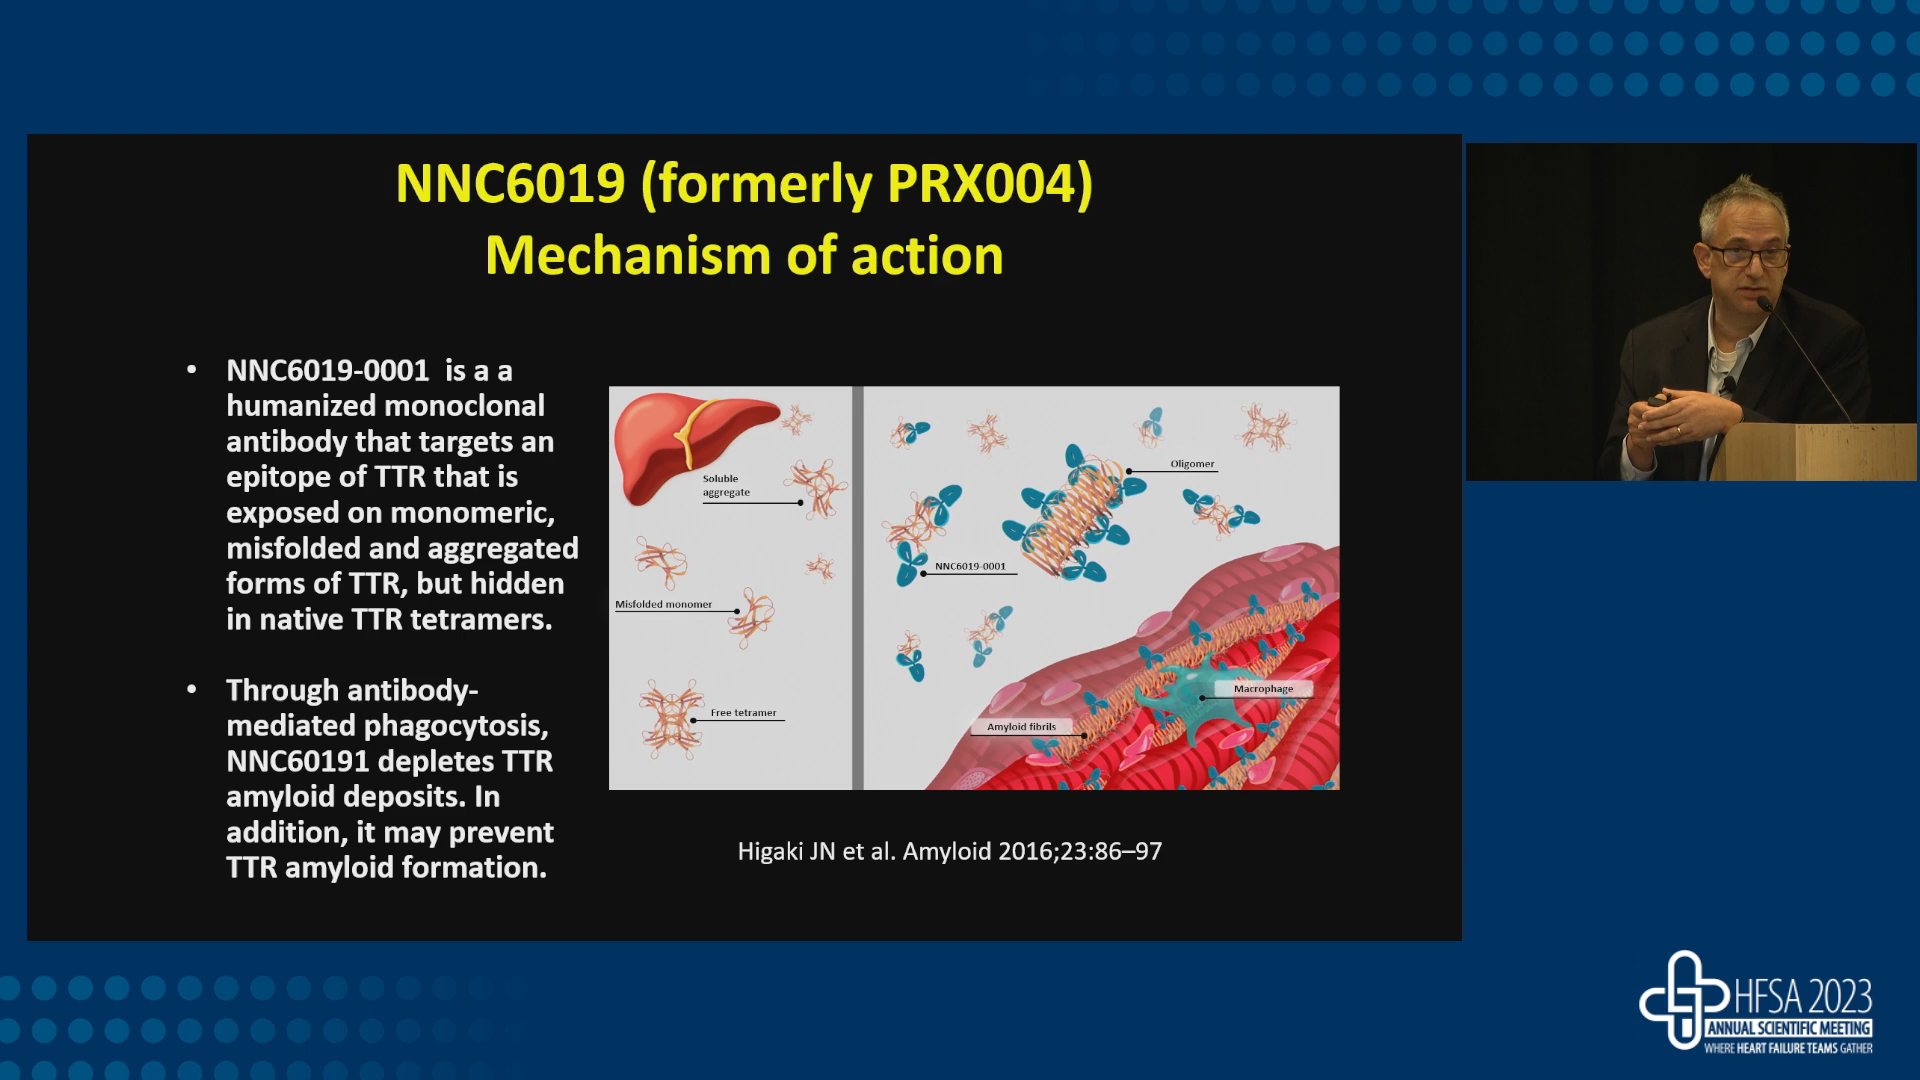 NNC6019 (formerly PRX004)
Mechanism of action
• NNC6019-0001 is a a
humanized monoclonal
antibody that targets an
epitope of TTR that is
exposed on monomeric,
misfolded and aggregated
forms of TTR, but hidden
in native TTR tetramers.
• Through antibody-
mediated phagocytosis,
NNC60191 depletes TTR
amyloid deposits. In
addition, it may prevent
TTR amyloid formation.
Soluble
aggregate
Misfolded monomer
Free tetramer
Oligomer
NNC6019-0001
Macrophage
Amyloid fibrils
Higaki JN et al. Amyloid 2016;23:86–97
HFSA 2023
ANNUAL SCIENTIFIC MEETING
WHERE HEART FAILURE TEAMS GATHER